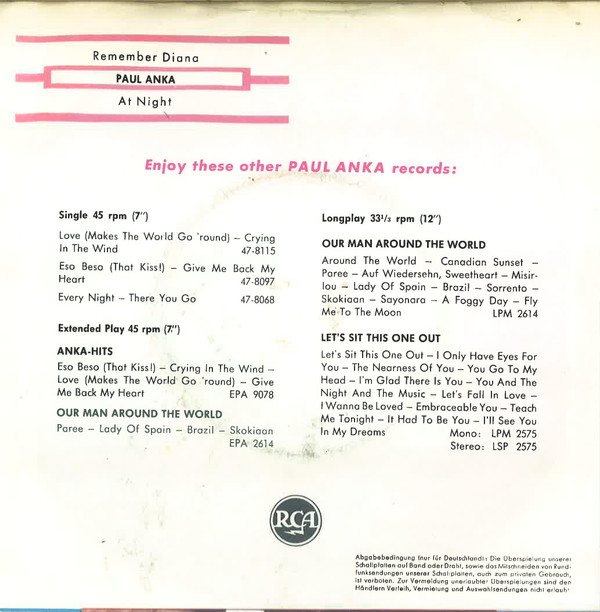 Remember Diana
PAUL ANKA
At Night
Enjoy these other PAUL ANKA records:
Single 45 rpm (7")
Love (Makes The World Go 'round) – Crying
In The Wind 47-8115
Eso Beso (That Kiss!) – Give Me Back My
Heart 47-8097
Every Night – There You Go 47-8068
Extended Play 45 rpm (7")
ANKA-HITS
Eso Beso (That Kiss!) – Crying In The Wind –
Love (Makes The World Go 'round) – Give
Me Back My Heart EPA 9078
OUR MAN AROUND THE WORLD
Paree – Lady Of Spain – Brazil – Skokiaan
EPA 2614
Longplay 33¹/₃ rpm (12")
OUR MAN AROUND THE WORLD
Around The World – Canadian Sunset –
Paree – Auf Wiedersehn, Sweetheart – Misir-
lou – Lady Of Spain – Brazil – Sorrento –
Skokiaan – Sayonara – A Foggy Day – Fly
Me To The Moon LPM 2614
LET'S SIT THIS ONE OUT
Let's Sit This One Out – I Only Have Eyes For
You – The Nearness Of You – You Go To My
Head – I'm Glad There Is You – You And The
Night And The Music – Let's Fall In Love –
I Wanna Be Loved – Embraceable You – Teach
Me Tonight – It Had To Be You – I'll See You
In My Dreams Mono: LPM 2575
Stereo: LSP 2575
RCA
Abgabebedingung (nur für Deutschland): Die Überspielung unserer
Schallplatten auf Band oder Draht, sowie das Mitschneiden von Rund-
funksendungen unserer Schallplatten, auch zum privaten Gebrauch,
ist verboten. Zur Vermeidung unerlaubter Überspielungen sind den
Händlern Verleih, Vermietung und Auswahlsendungen nicht erlaubt